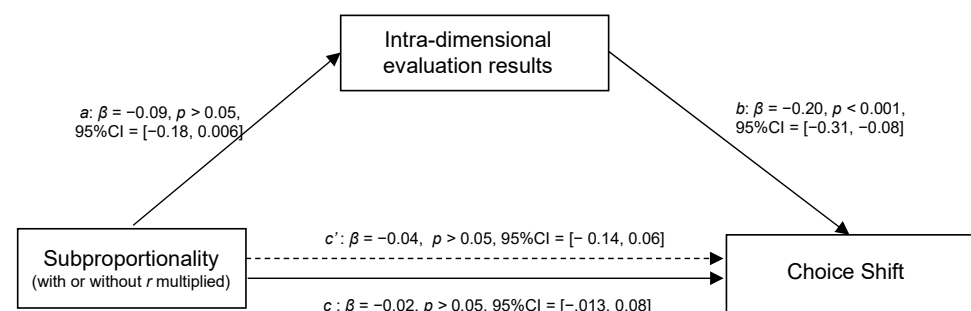 Intra-dimensional
evaluation results
a: β = −0.09, p > 0.05,
95%CI = [−0.18, 0.006]
b: β = −0.20, p < 0.001,
95%CI = [−0.31, −0.08]
c’ : β = −0.04, p > 0.05, 95%CI = [− 0.14, 0.06]
Subproportionality
(with or without r multiplied)
Choice Shift
c : β = −0.02, p > 0.05, 95%CI = [−.013, 0.08]